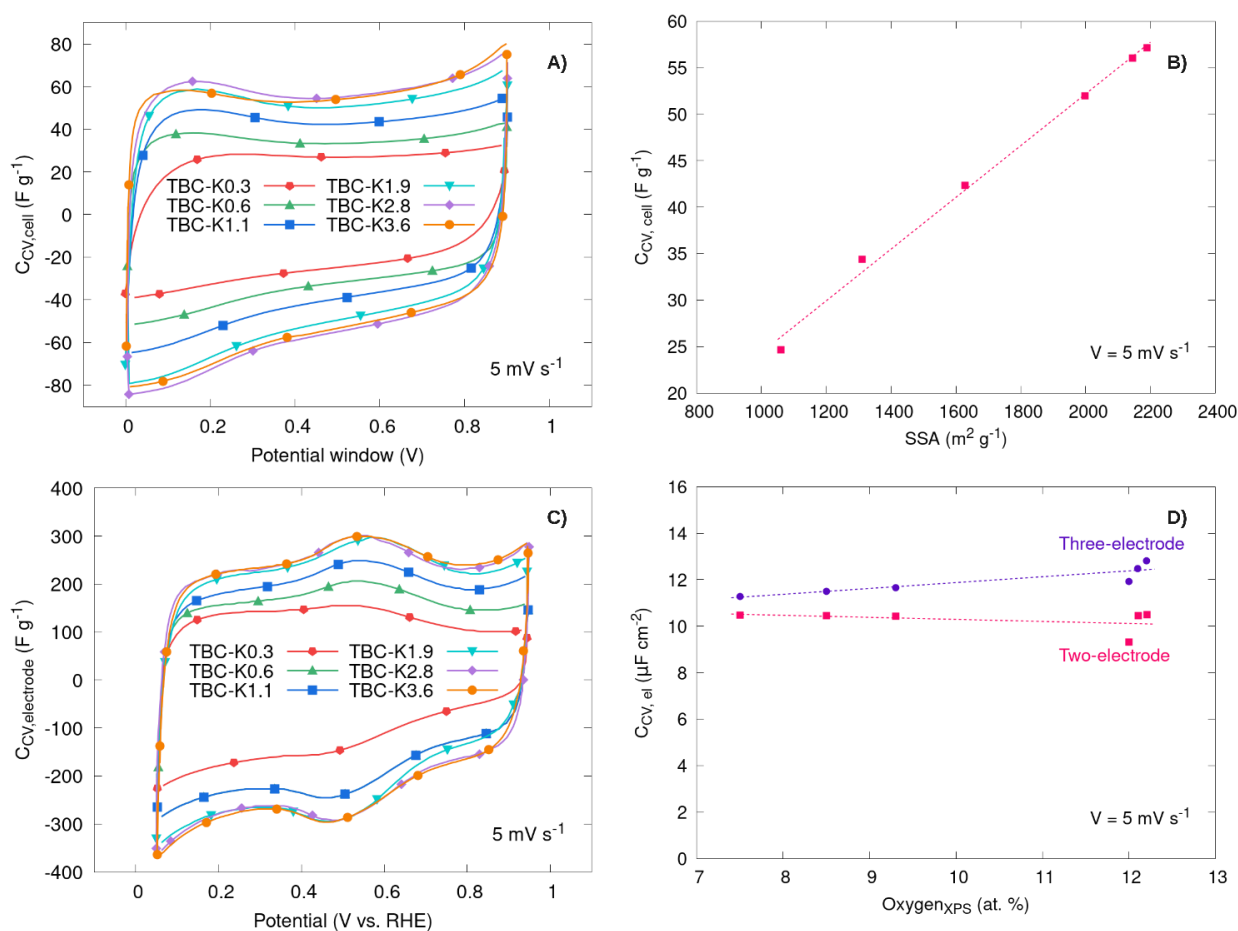 A)
80
60
40
20
0
-20
-40
-60
-80
C_CV,cell (F g⁻¹)
TBC-K0.3 TBC-K1.9
TBC-K0.6 TBC-K2.8
TBC-K1.1 TBC-K3.6
5 mV s⁻¹
0 0.2 0.4 0.6 0.8 1
Potential window (V)
B)
60
55
50
45
40
35
30
25
20
C_CV, cell (F g⁻¹)
V = 5 mV s⁻¹
800 1000 1200 1400 1600 1800 2000 2200 2400
SSA (m² g⁻¹)
C)
400
300
200
100
0
-100
-200
-300
-400
C_CV,electrode (F g⁻¹)
TBC-K0.3 TBC-K1.9
TBC-K0.6 TBC-K2.8
TBC-K1.1 TBC-K3.6
5 mV s⁻¹
0 0.2 0.4 0.6 0.8 1
Potential (V vs. RHE)
D)
16
14
12
10
8
6
4
2
0
C_CV, el (µF cm⁻²)
Three-electrode
Two-electrode
V = 5 mV s⁻¹
7 8 9 10 11 12 13
Oxygen_XPS (at. %)